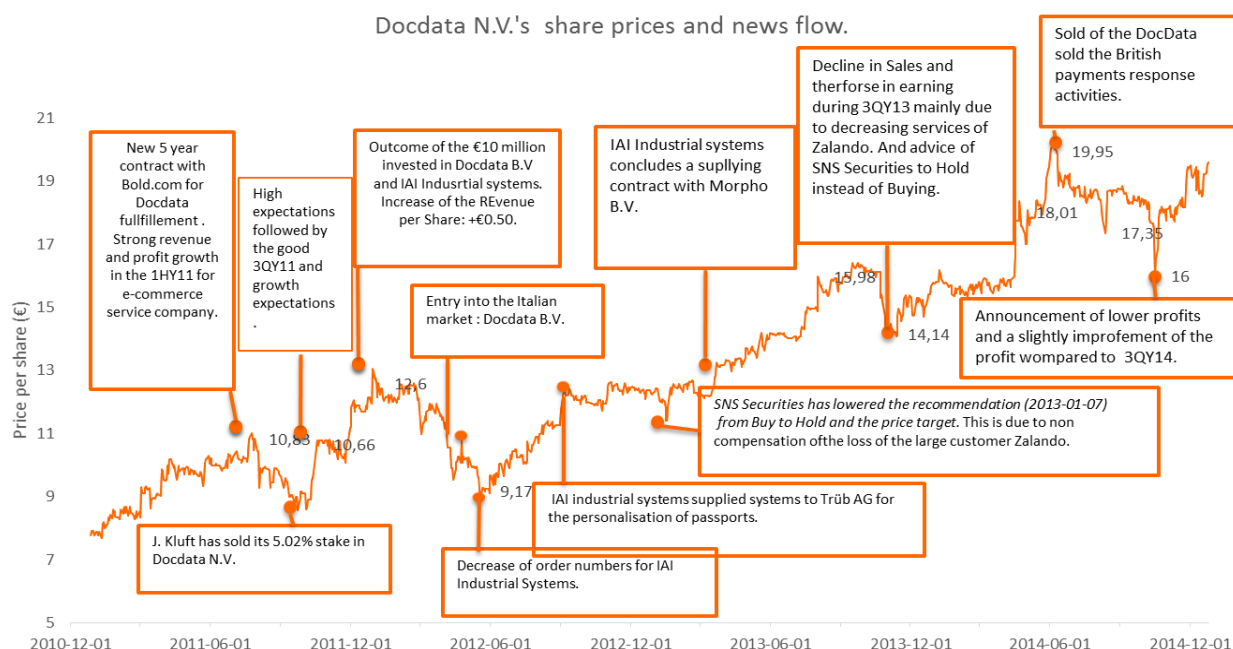 Docdata N.V.'s  share prices and news flow.
Price per share (€)
21
19
17
15
13
11
9
7
5
2010-12-01
2011-06-01
2011-12-01
2012-06-01
2012-12-01
2013-06-01
2013-12-01
2014-06-01
2014-12-01
New 5 year
contract with
Bold.com for
Docdata
fullfillement .
Strong revenue
and profit growth
in the 1HY11 for
e-commerce
service company.
High
expectations
followed by
the good
3QY11 and
growth
expectations
.
Outcome of the €10 million
invested in Docdata B.V
and IAI Indusrtial systems.
Increase of the REvenue
per Share: +€0.50.
Entry into the Italian
market : Docdata B.V.
IAI Industrial systems
concludes a supllying
contract with Morpho
B.V.
Decline in Sales and
therforse in earning
during 3QY13 mainly due
to decreasing services of
Zalando. And advice of
SNS Securities to Hold
instead of Buying.
Sold of the DocData
sold the British
payments response
activities.
10,83
10,66
12,6
9,17
15,98
14,14
18,01
19,95
17,35
16
Announcement of lower profits
and a slightly improfement of the
profit wompared to  3QY14.
SNS Securities has lowered the recommendation (2013-01-07)
from Buy to Hold and the price target. This is due to non
compensation ofthe loss of the large customer Zalando.
IAI industrial systems supplied systems to Trüb AG for
the personalisation of passports.
J. Kluft has sold its 5.02% stake in
Docdata N.V.
Decrease of order numbers for IAI
Industrial Systems.